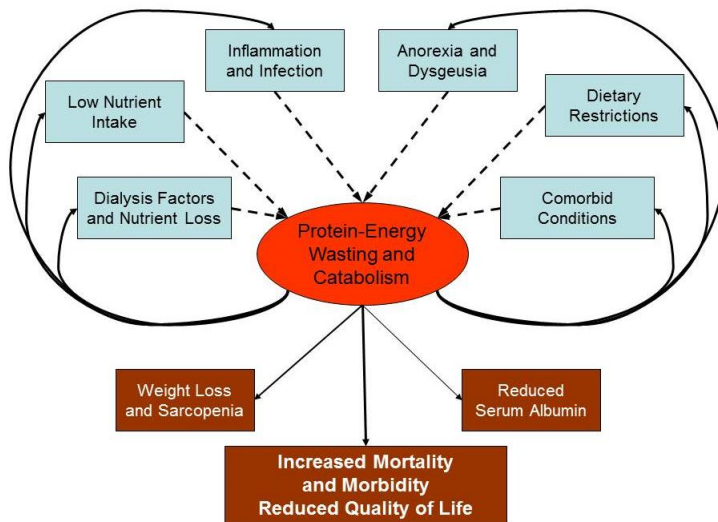 Inflammation
and Infection
Anorexia and
Dysgeusia
Low Nutrient
Intake
Dietary
Restrictions
Dialysis Factors
and Nutrient Loss
Comorbid
Conditions
Protein-Energy
Wasting and
Catabolism
Weight Loss
and Sarcopenia
Reduced
Serum Albumin
Increased Mortality
and Morbidity
Reduced Quality of Life